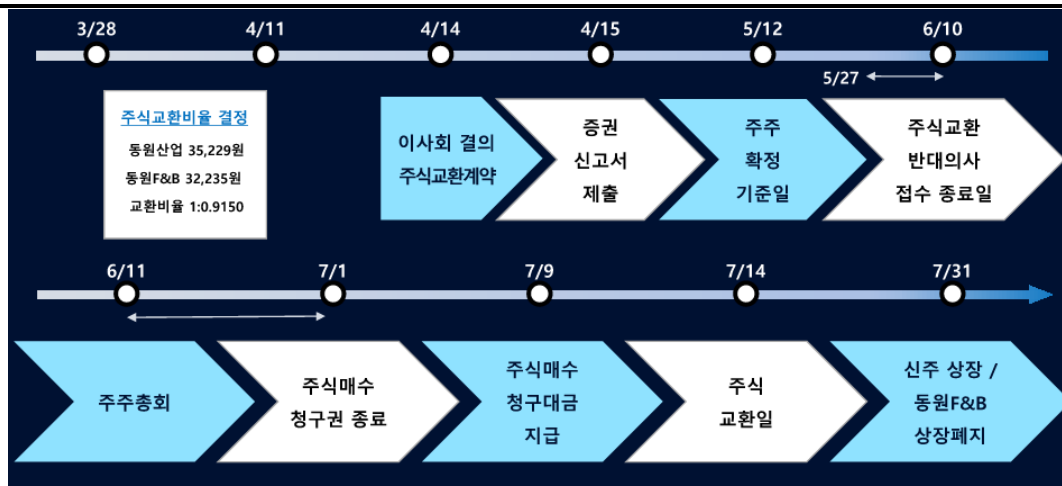 3/28
4/11
4/14
4/15
5/12
6/10
5/27
주식교환비율 결정
동원산업 35,229원
동원F&B 32,235원
교환비율 1:0.9150
이사회 결의
주식교환계약
증권
신고서
제출
주주
확정
기준일
주식교환
반대의사
접수 종료일
6/11
7/1
7/9
7/14
7/31
주주총회
주식매수
청구권 종료
주식매수
청구대금
지급
주식
교환일
신주 상장 /
동원F&B
상장폐지